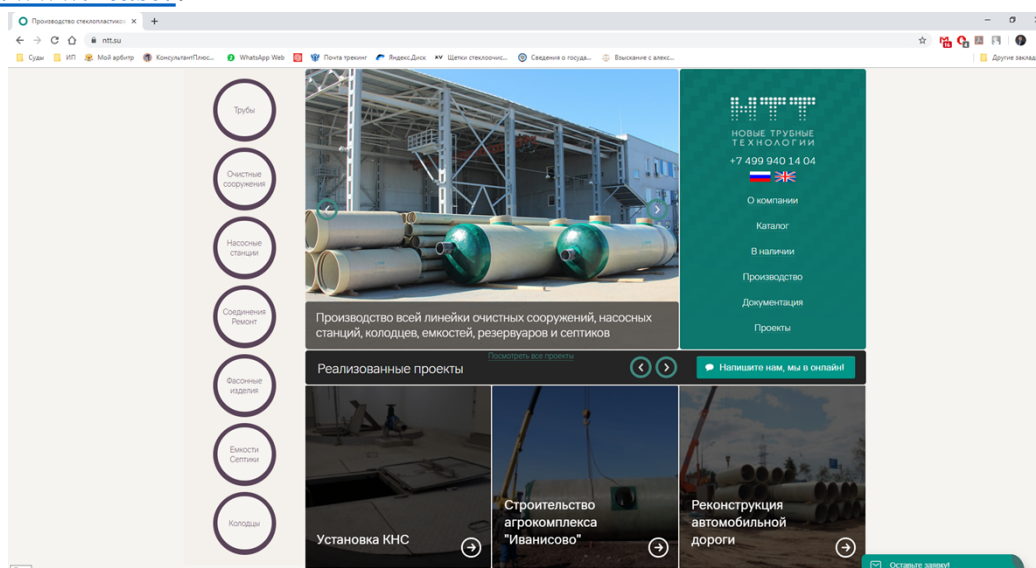 Производство стеклопластиков
ntt.su
Суды
ИП
Мой арбитр
КонсультантПлюс...
WhatsApp Web
Почта трекинг
Яндекс.Диск
Щетки стеклоочис...
Сведения о госуда...
Взыскание с алекс...
Другие заклад
Трубы
Очистные
сооружения
Насосные
станции
Соединения
Ремонт
Фасонные
изделия
Емкости
Септики
Колодцы
Производство всей линейки очистных сооружений, насосных
станций, колодцев, емкостей, резервуаров и септиков
НТТ
НОВЫЕ ТРУБНЫЕ
ТЕХНОЛОГИИ
+7 499 940 14 04
О компании
Каталог
В наличии
Производство
Документация
Проекты
Реализованные проекты
Посмотреть все проекты
Напишите нам, мы в онлайн!
Установка КНС
Строительство
агрокомплекса
"Иванисово"
Реконструкция
автомобильной
дороги
Оставьте заявку!